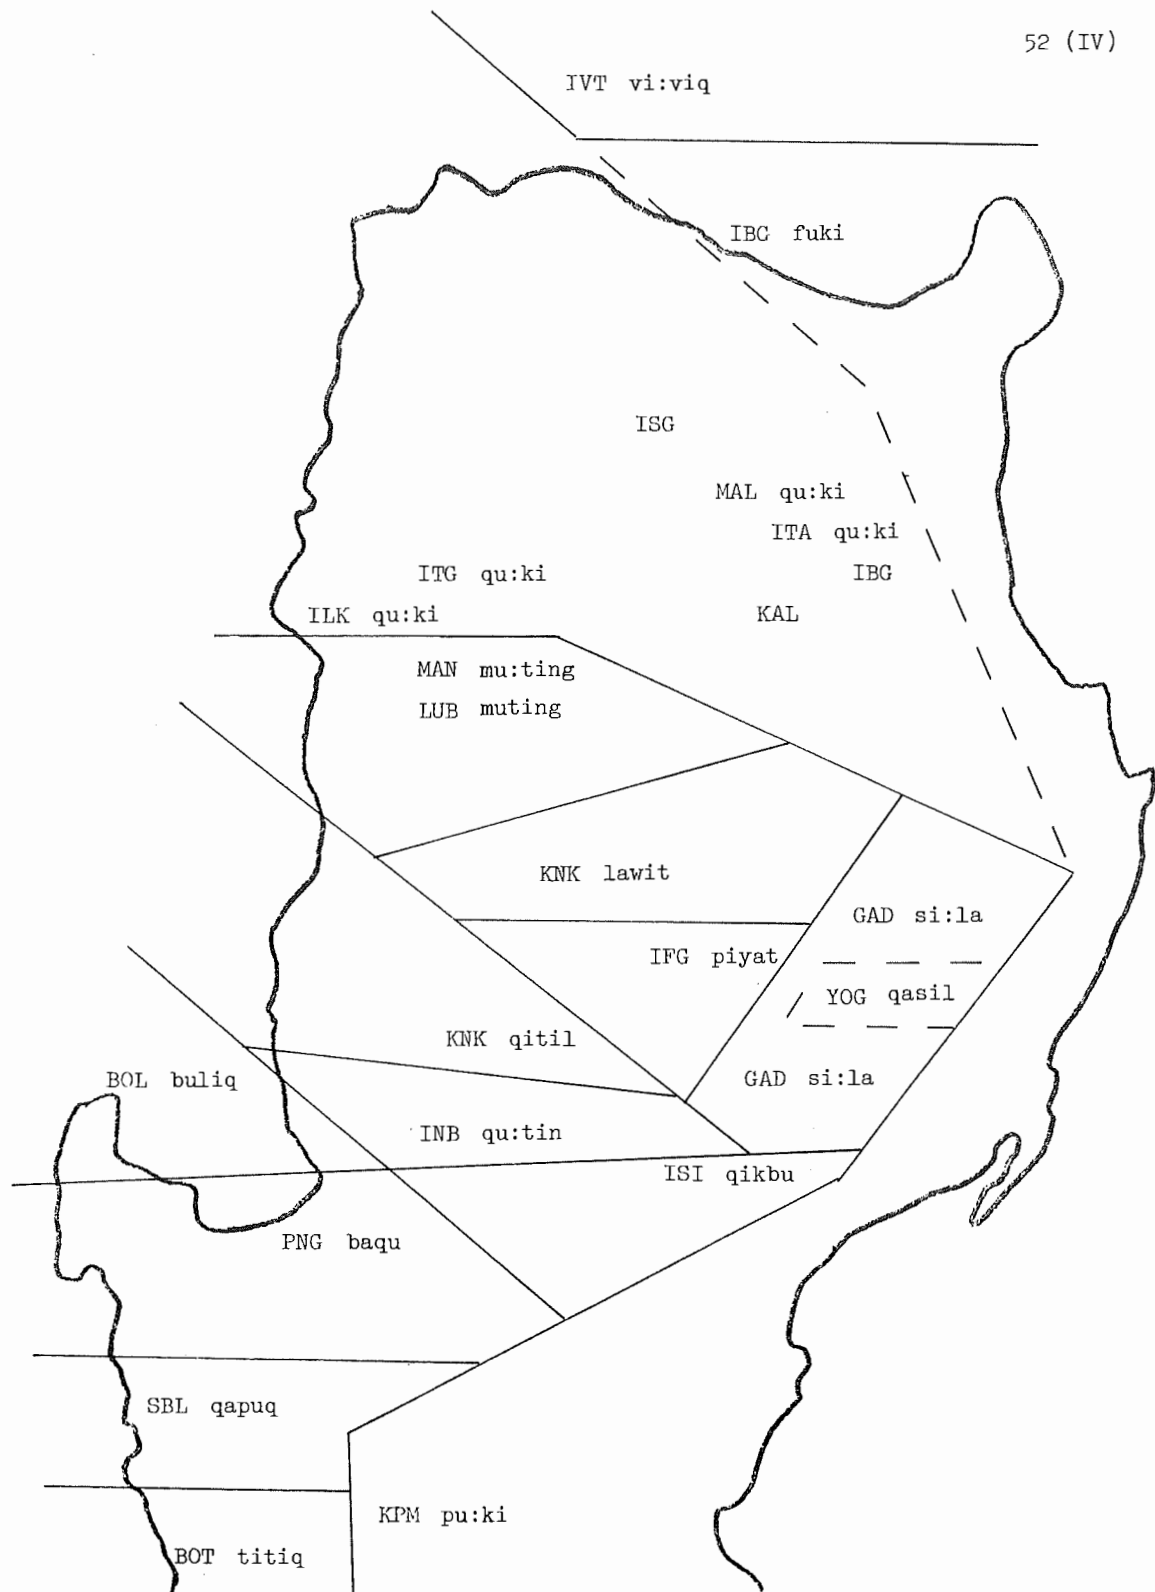 52 (IV)
IVT vi:viq
IBG fuki
ISG
MAL qu:ki
ITA qu:ki
ITG qu:ki
IBG
ILK qu:ki
KAL
MAN mu:ting
LUB muting
KNK lawit
GAD si:la
IFG piyat
YOG qasil
KNK qitil
BOL buliq
GAD si:la
INB qu:tin
ISI qikbu
PNG baqu
SBL qapuq
KPM pu:ki
BOT titiq